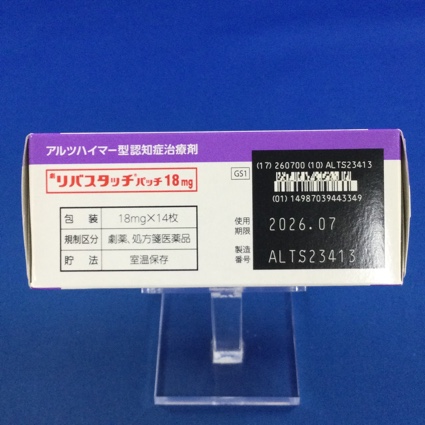 アルツハイマー型認知症治療剤
劇 リバスタッチ®パッチ18mg
包装 18mg×14枚
規制区分 劇薬、処方箋医薬品
貯法 室温保存
GS1
(17) 260700 (10) ALTS23413
(01) 14987039443349
使用期限 2026.07
製造番号 ALTS23413